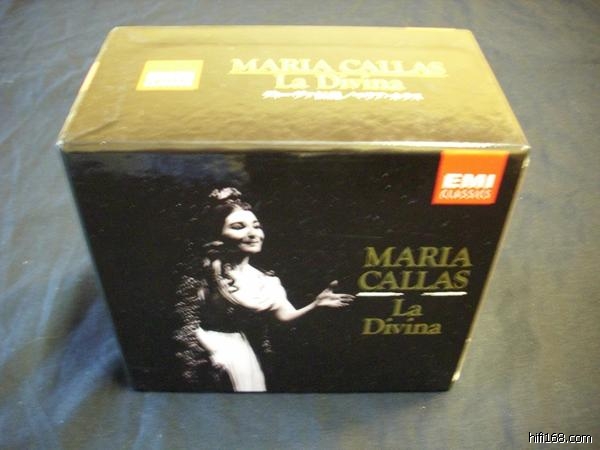 MARIA CALLAS
La Divina
EMI
CLASSICS
MARIA
CALLAS
La
Divina
hifi168.com